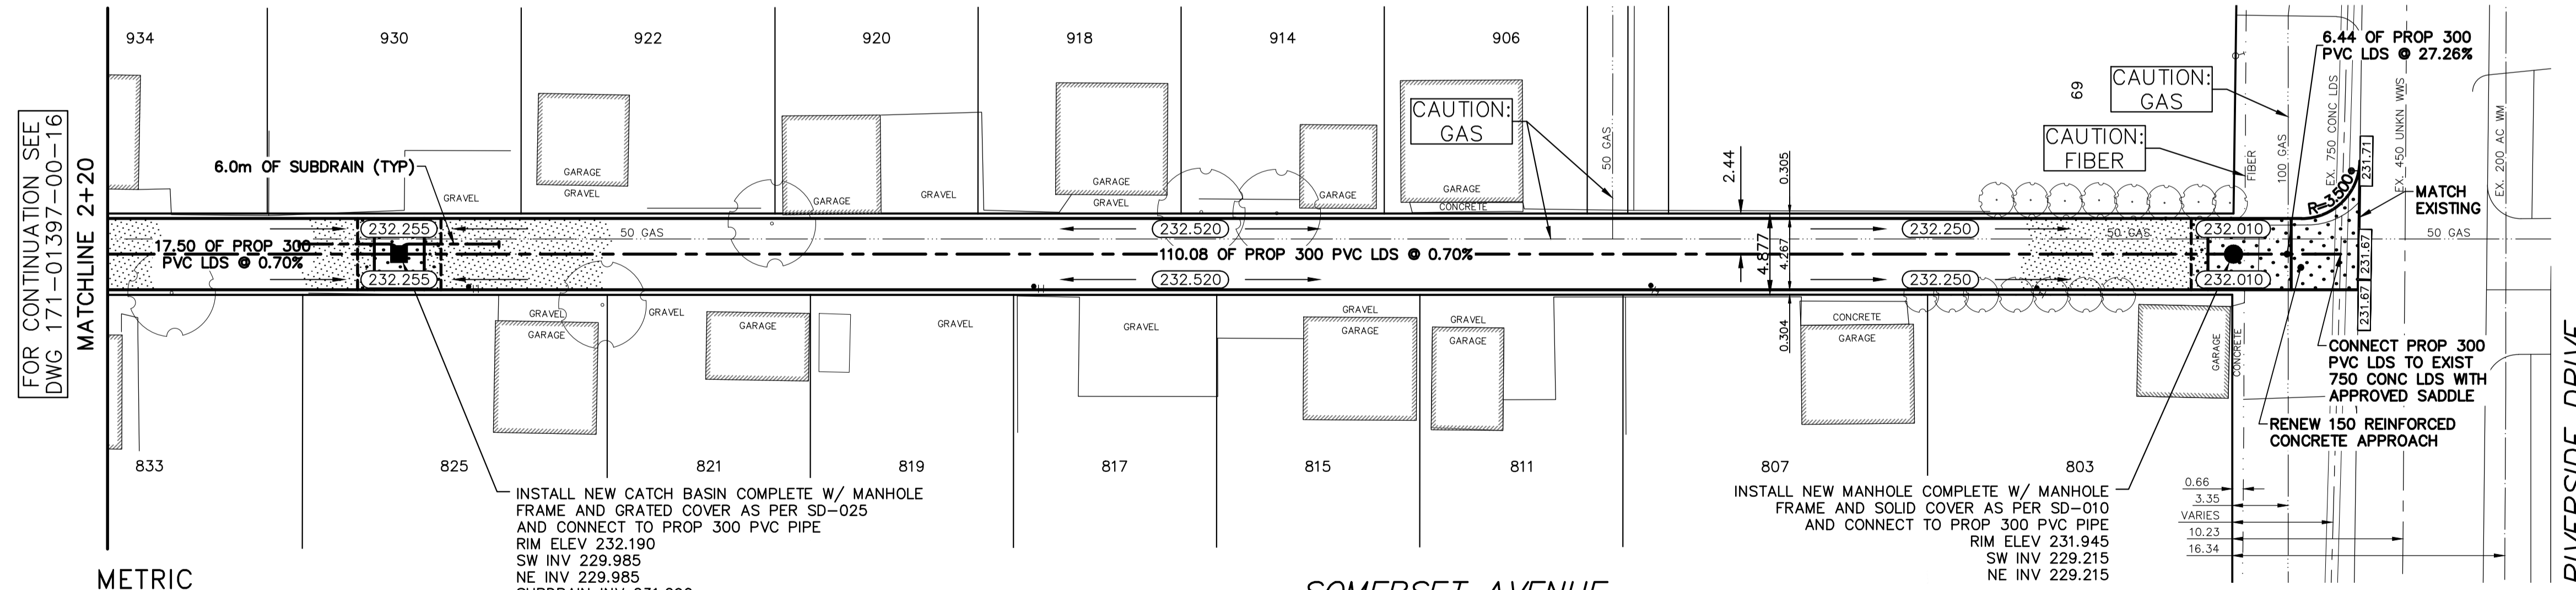 934
930
922
920
918
914
906
69
FOR CONTINUATION SEE
DWG 171-01397-00-16
MATCHLINE 2+20
6.0m OF SUBDRAIN (TYP)
GRAVEL
GARAGE
GRAVEL
GARAGE
GRAVEL
GARAGE
GRAVEL
GARAGE
GARAGE
CONCRETE
CAUTION:
GAS
50 GAS
2.44
0.305
CAUTION:
GAS
CAUTION:
FIBER
FIBER
100 GAS
6.44 OF PROP 300
PVC LDS @ 27.26%
EX. 750 CONC LDS
EX. 450 UNKN WWS
EX. 200 AC WM
231.71
R=3.500
MATCH
EXISTING
17.50 OF PROP 300
PVC LDS @ 0.70%
232.255
232.255
50 GAS
232.520
110.08 OF PROP 300 PVC LDS @ 0.70%
232.520
4.877
4.267
0.304
232.250
232.250
50 GAS
232.010
232.010
50 GAS
231.67
231.67
GRAVEL
GARAGE
GRAVEL
GARAGE
GRAVEL
GRAVEL
GRAVEL
GARAGE
GRAVEL
GARAGE
CONCRETE
GARAGE
GARAGE
CONCRETE
CONNECT PROP 300
PVC LDS TO EXIST
750 CONC LDS WITH
APPROVED SADDLE
RENEW 150 REINFORCED
CONCRETE APPROACH
833
825
821
819
817
815
811
807
803
INSTALL NEW CATCH BASIN COMPLETE W/ MANHOLE
FRAME AND GRATED COVER AS PER SD-025
AND CONNECT TO PROP 300 PVC PIPE
RIM ELEV 232.190
SW INV 229.985
NE INV 229.985
INSTALL NEW MANHOLE COMPLETE W/ MANHOLE
FRAME AND SOLID COVER AS PER SD-010
AND CONNECT TO PROP 300 PVC PIPE
RIM ELEV 231.945
SW INV 229.215
NE INV 229.215
0.66
3.35
VARIES
10.23
16.34
METRIC
SOMERSET AVENUE
RIVERSIDE DRIVE